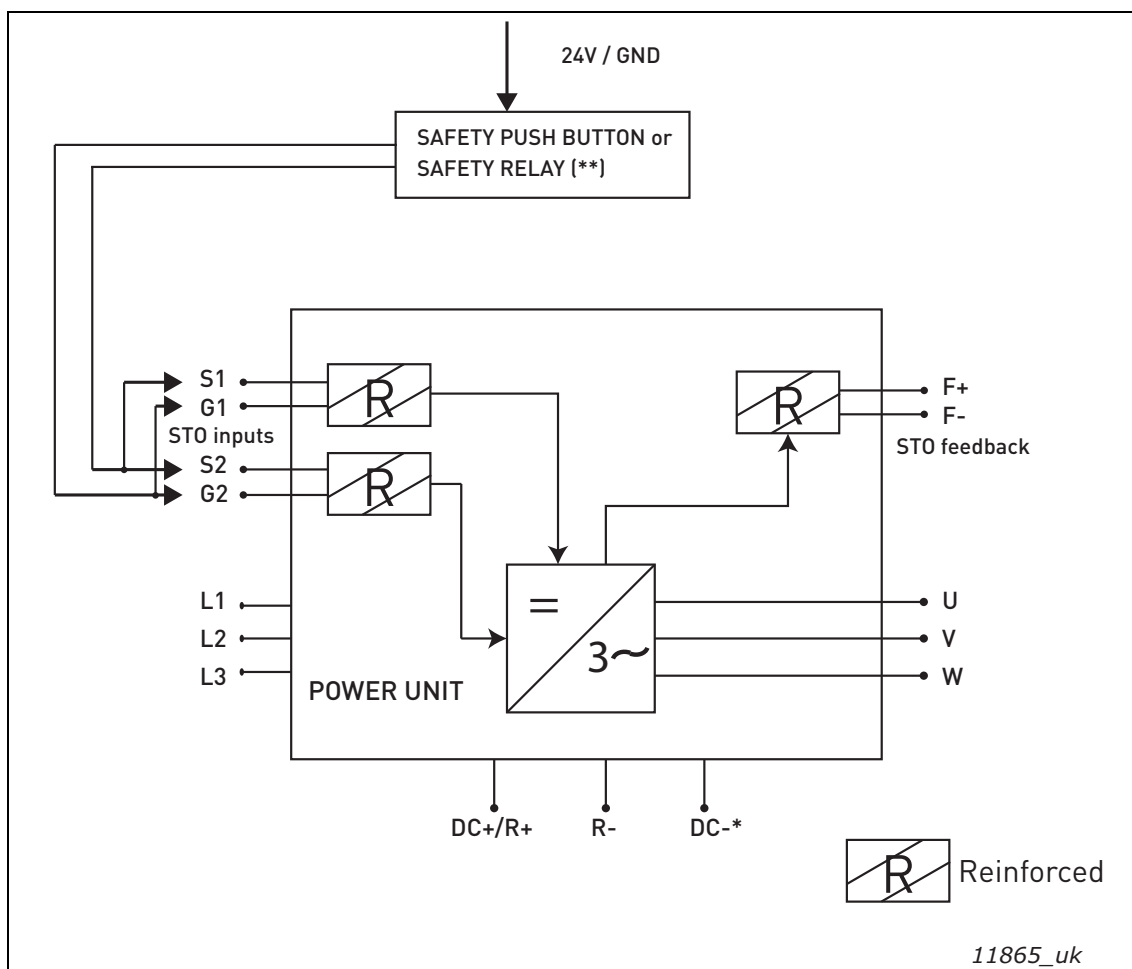 24V / GND
SAFETY PUSH BUTTON or
SAFETY RELAY (**)
S1
G1
STO inputs
S2
G2
R
R
R
F+
F-
STO feedback
L1
L2
L3
=
3~
U
V
W
POWER UNIT
DC+/R+
R-
DC-*
R
Reinforced
11865_uk